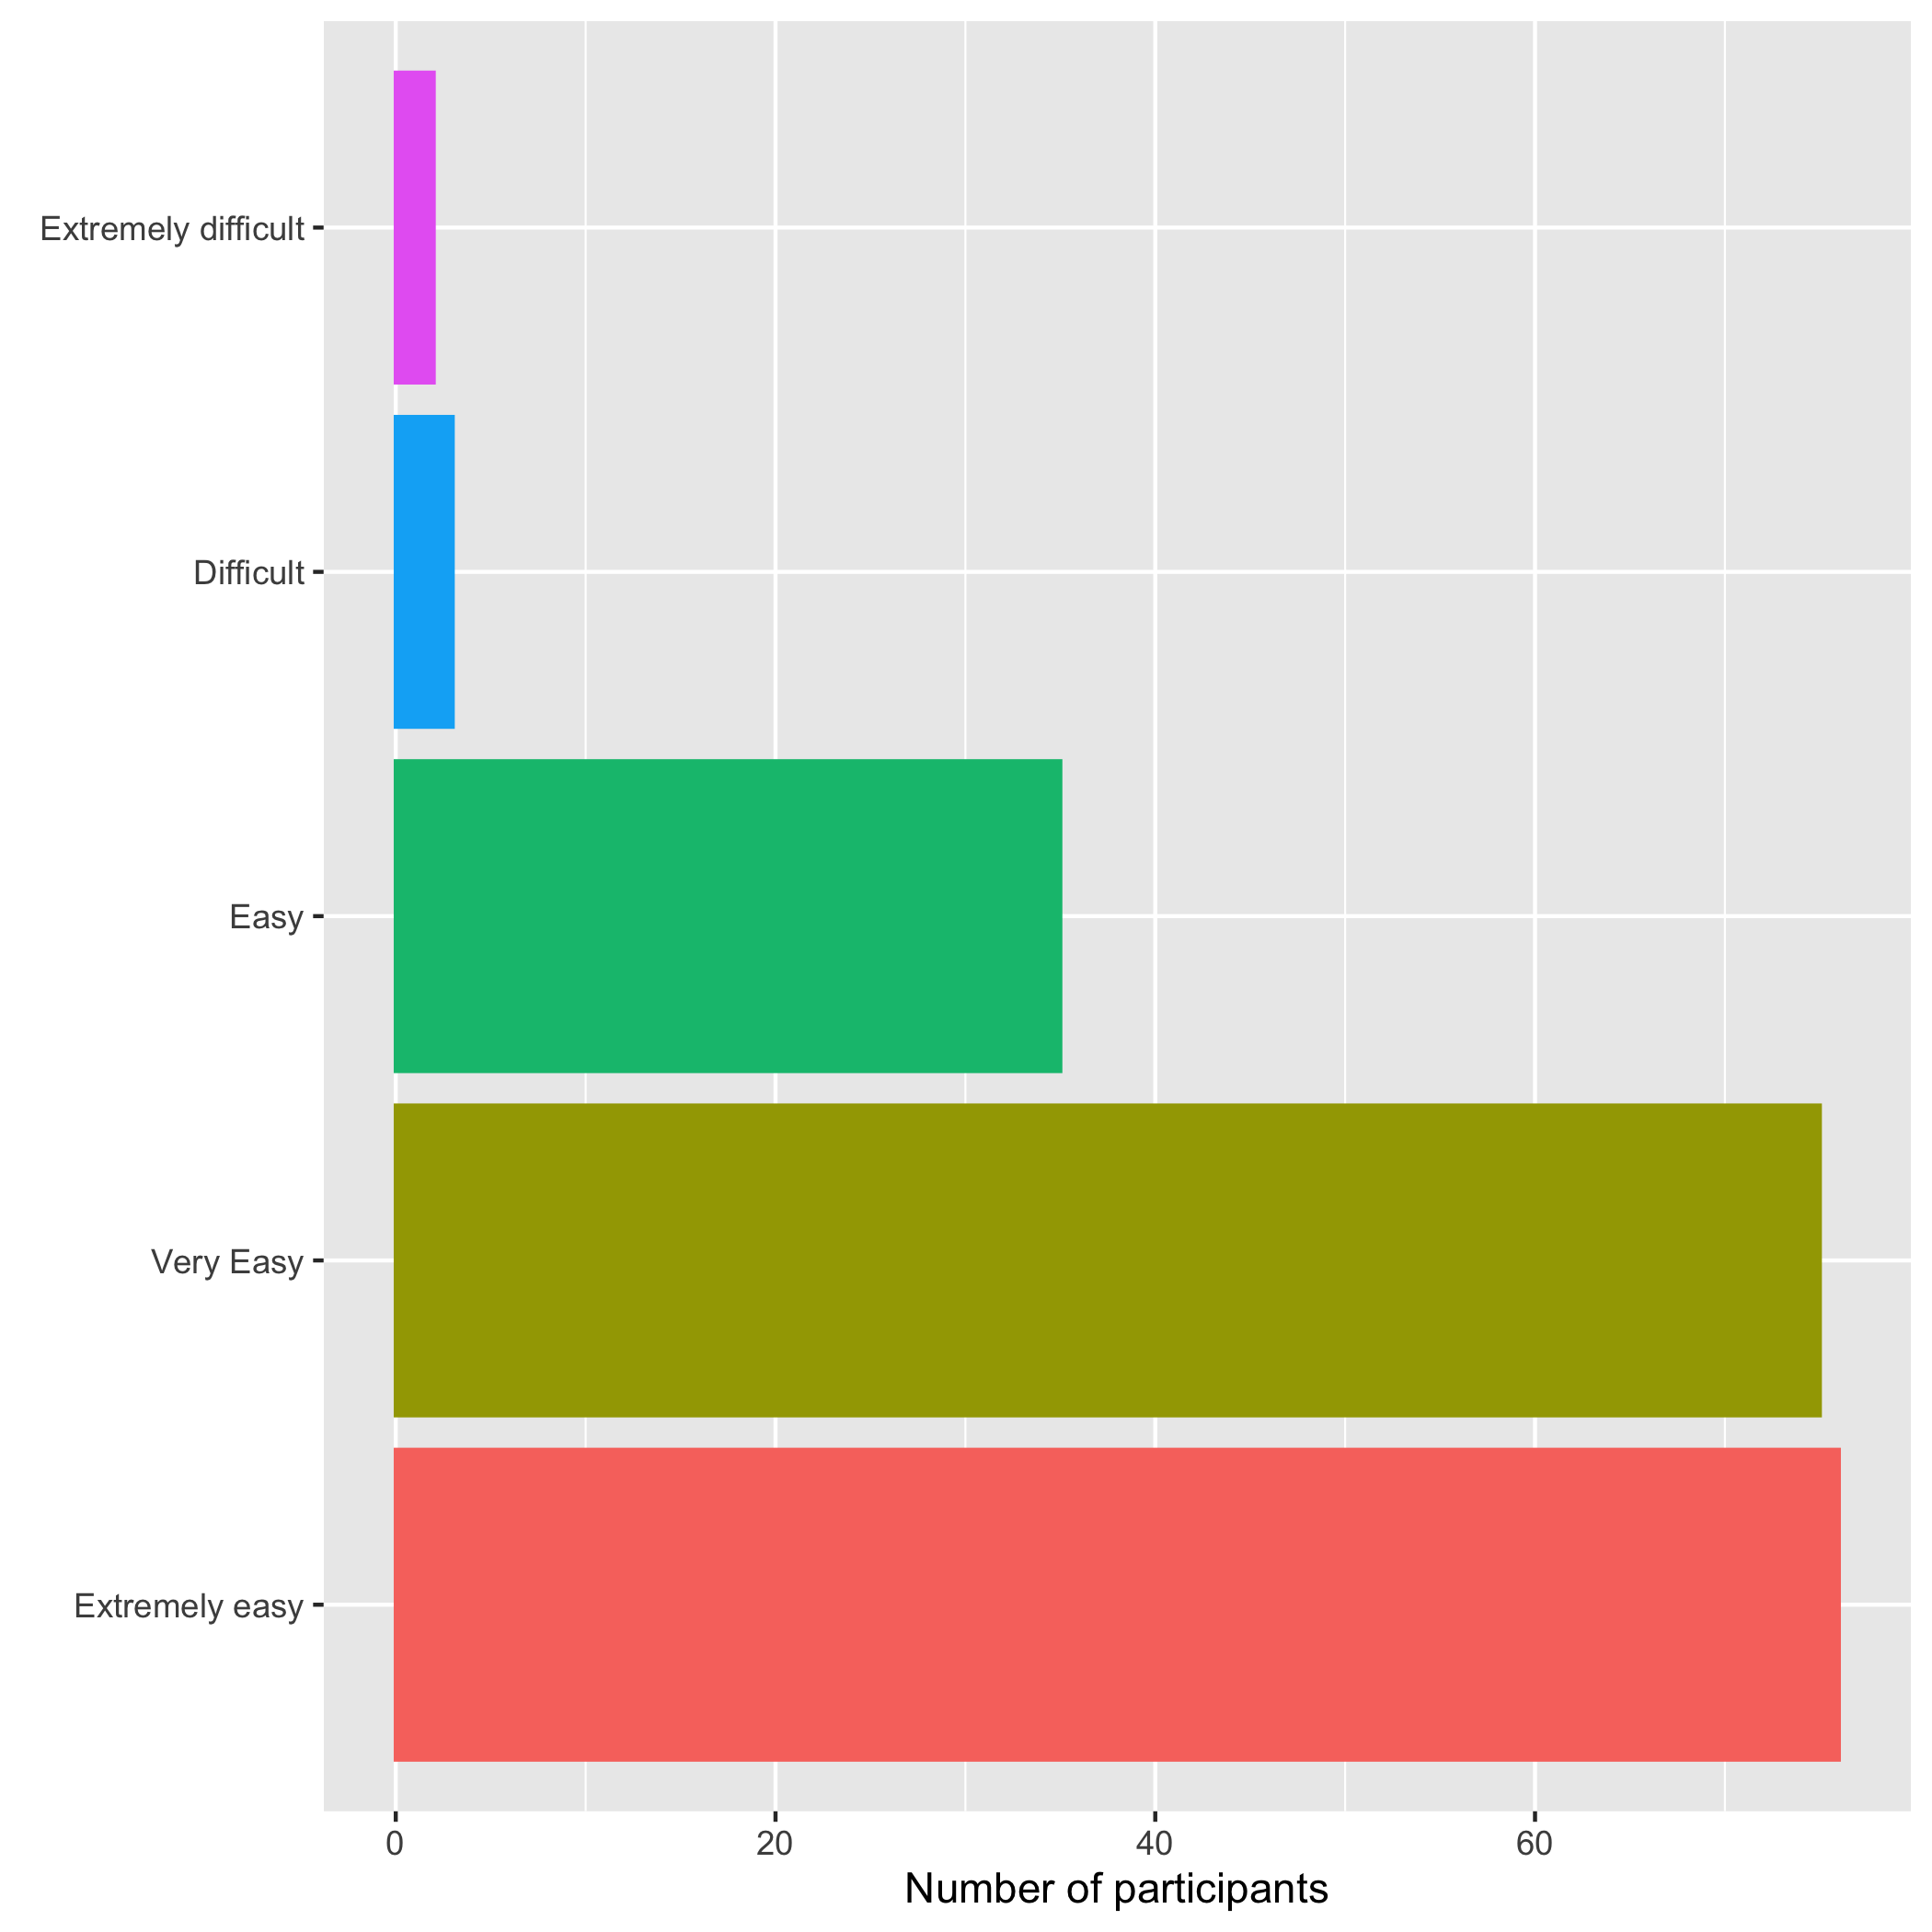 Extremely difficult
Difficult
Easy
Very Easy
Extremely easy
0 20 40 60
Number of participants